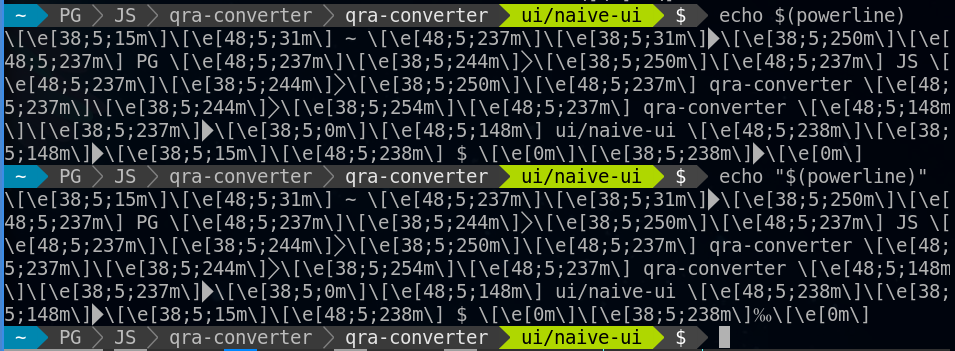 ~ PG JS qra-converter qra-converter ui/naive-ui $ echo $(powerline)
\[\e[38;5;15m\]\[\e[48;5;31m\] ~ \[\e[48;5;237m\]\[\e[38;5;31m\]\[\e[38;5;250m\]\[\e[
48;5;237m\] PG \[\e[48;5;237m\]\[\e[38;5;244m\]\[\e[38;5;250m\]\[\e[48;5;237m\] JS \[
\e[48;5;237m\]\[\e[38;5;244m\]\[\e[38;5;250m\]\[\e[48;5;237m\] qra-converter \[\e[48;
5;237m\]\[\e[38;5;244m\]\[\e[38;5;254m\]\[\e[48;5;237m\] qra-converter \[\e[48;5;148m
\]\[\e[38;5;237m\]\[\e[38;5;0m\]\[\e[48;5;148m\] ui/naive-ui \[\e[48;5;238m\]\[\e[38;
5;148m\]\[\e[38;5;15m\]\[\e[48;5;238m\] $ \[\e[0m\]\[\e[38;5;238m\]\[\e[0m\]
~ PG JS qra-converter qra-converter ui/naive-ui $ echo "$(powerline)"
\[\e[38;5;15m\]\[\e[48;5;31m\] ~ \[\e[48;5;237m\]\[\e[38;5;31m\]\[\e[38;5;250m\]\[\e[
48;5;237m\] PG \[\e[48;5;237m\]\[\e[38;5;244m\]\[\e[38;5;250m\]\[\e[48;5;237m\] JS \[
\e[48;5;237m\]\[\e[38;5;244m\]\[\e[38;5;250m\]\[\e[48;5;237m\] qra-converter \[\e[48;
5;237m\]\[\e[38;5;244m\]\[\e[38;5;254m\]\[\e[48;5;237m\] qra-converter \[\e[48;5;148m
\]\[\e[38;5;237m\]\[\e[38;5;0m\]\[\e[48;5;148m\] ui/naive-ui \[\e[48;5;238m\]\[\e[38;
5;148m\]\[\e[38;5;15m\]\[\e[48;5;238m\] $ \[\e[0m\]\[\e[38;5;238m\]‰\[\e[0m\]
~ PG JS qra-converter qra-converter ui/naive-ui $